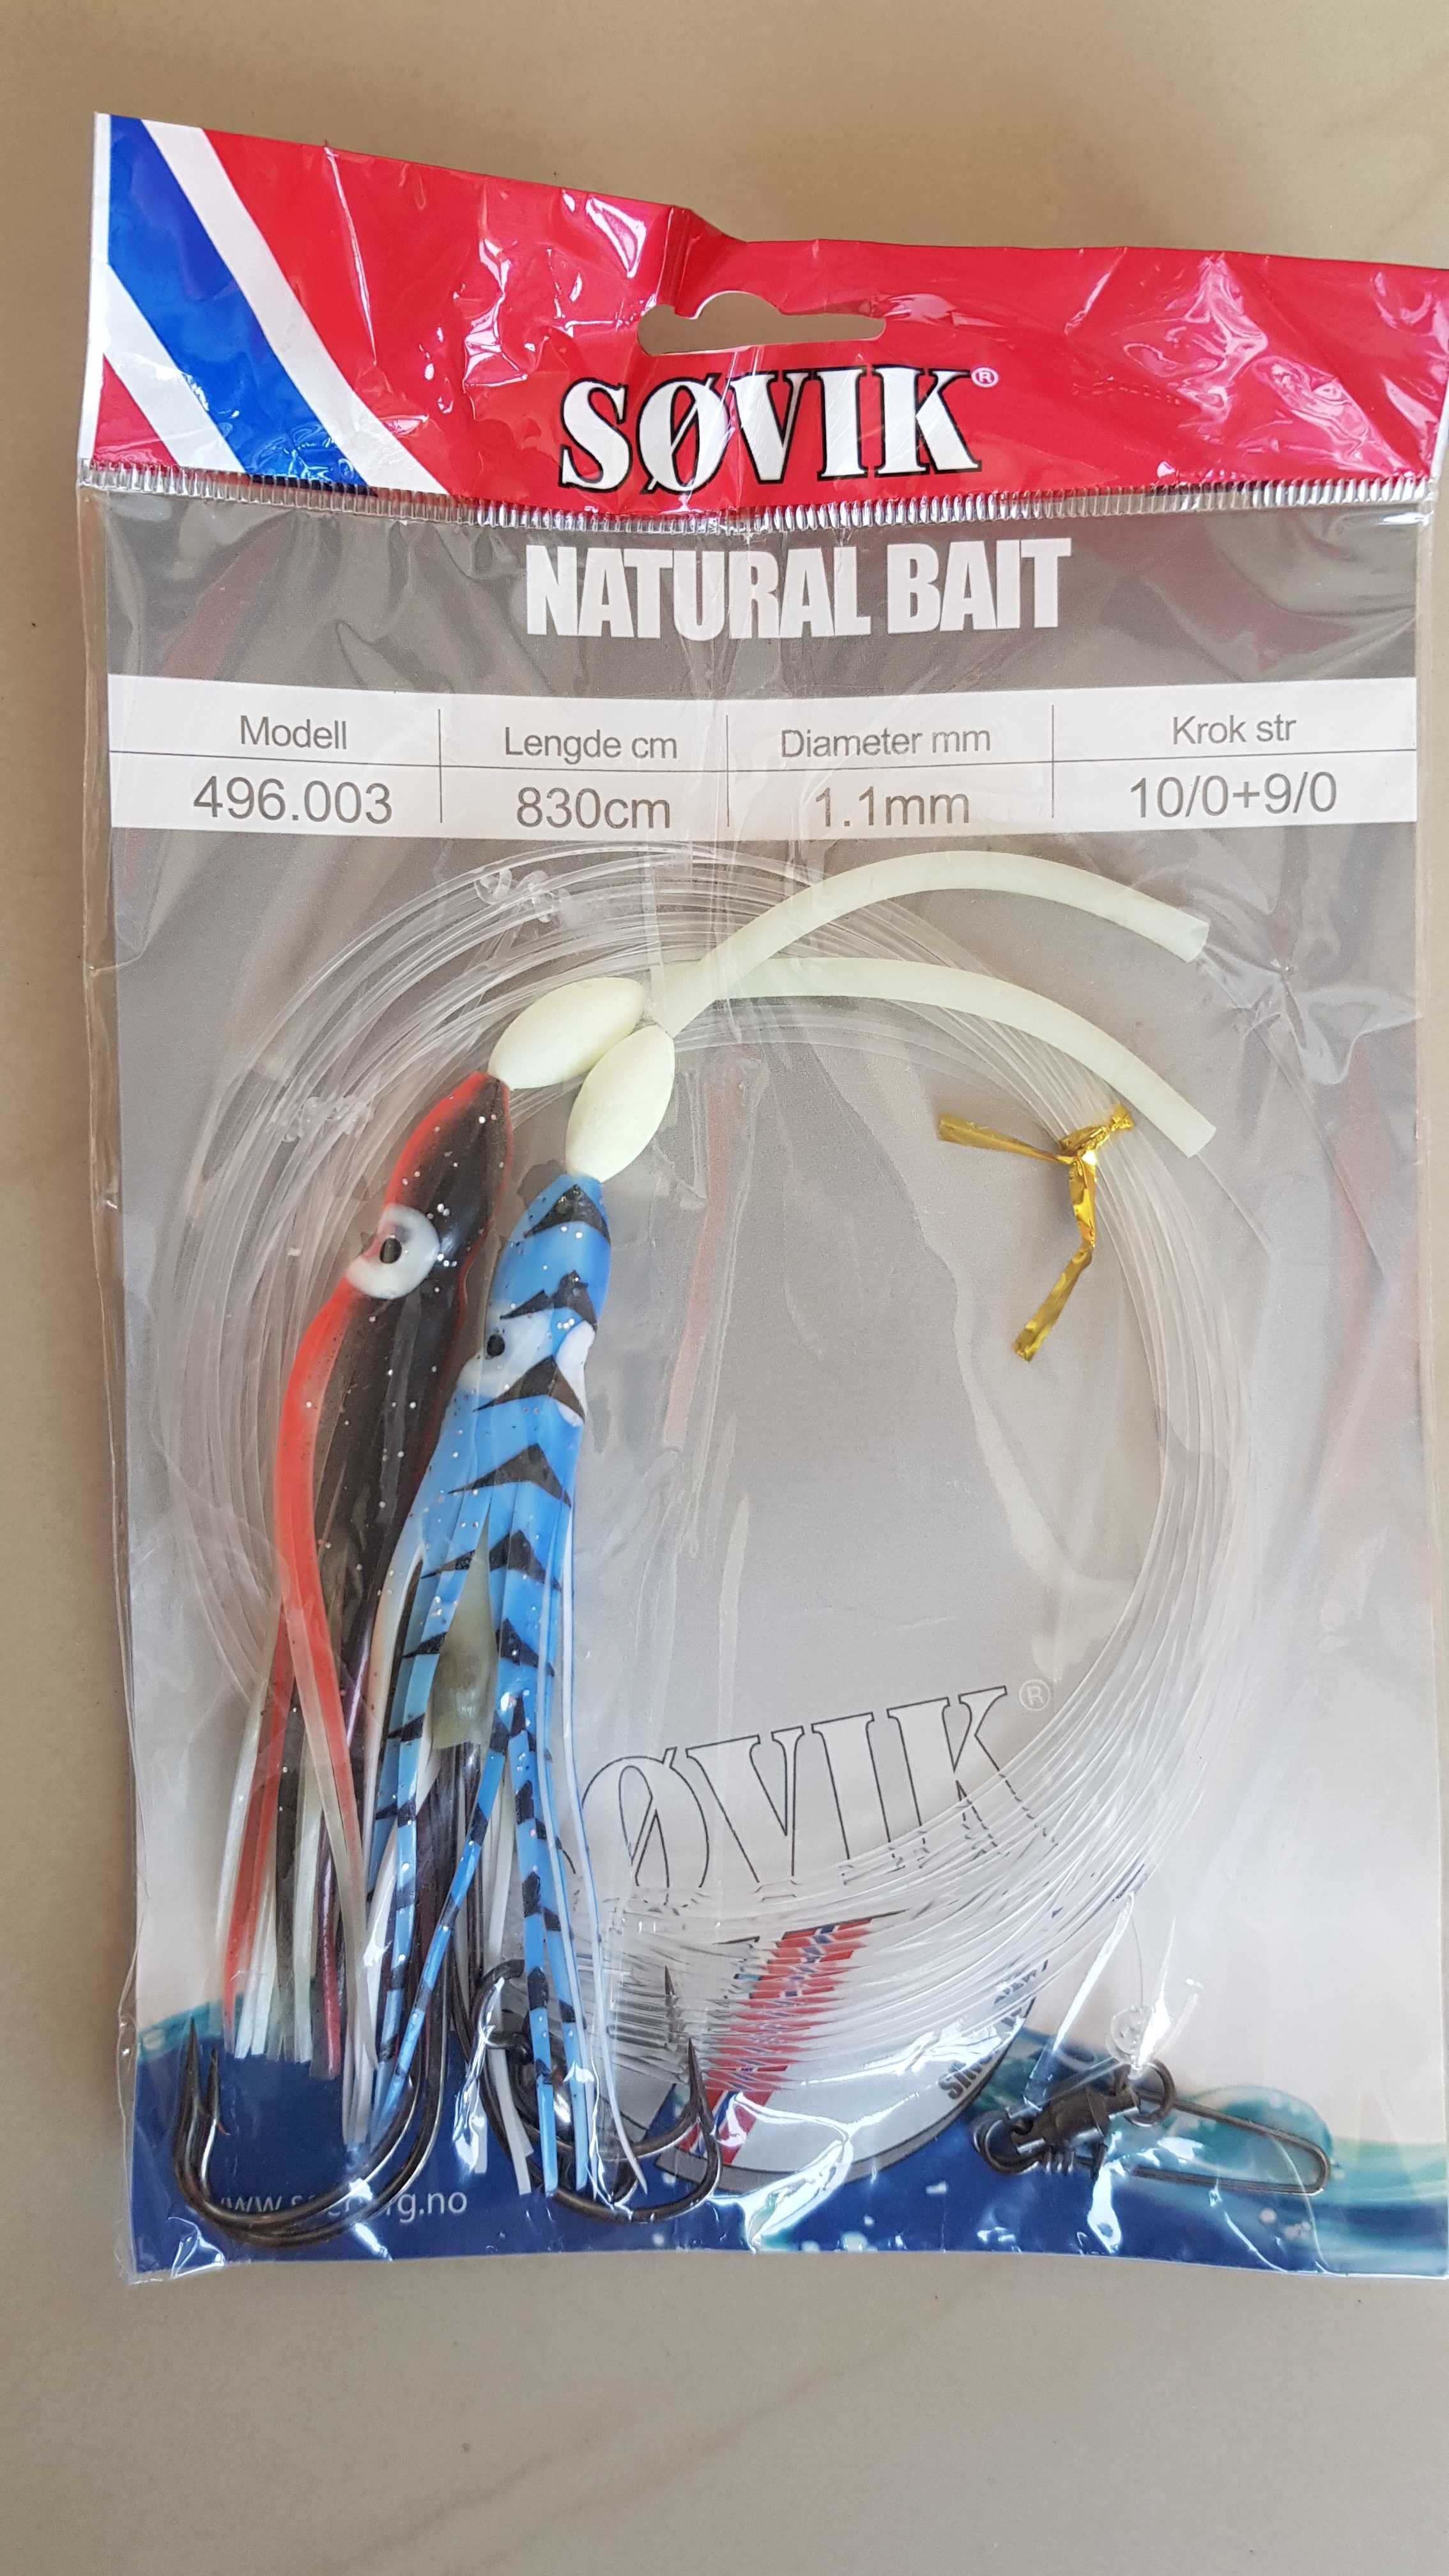 SØVIK®
NATURAL BAIT
Modell Lengde cm Diameter mm Krok str
496.003 830cm 1.1mm 10/0+9/0
SØVIK®